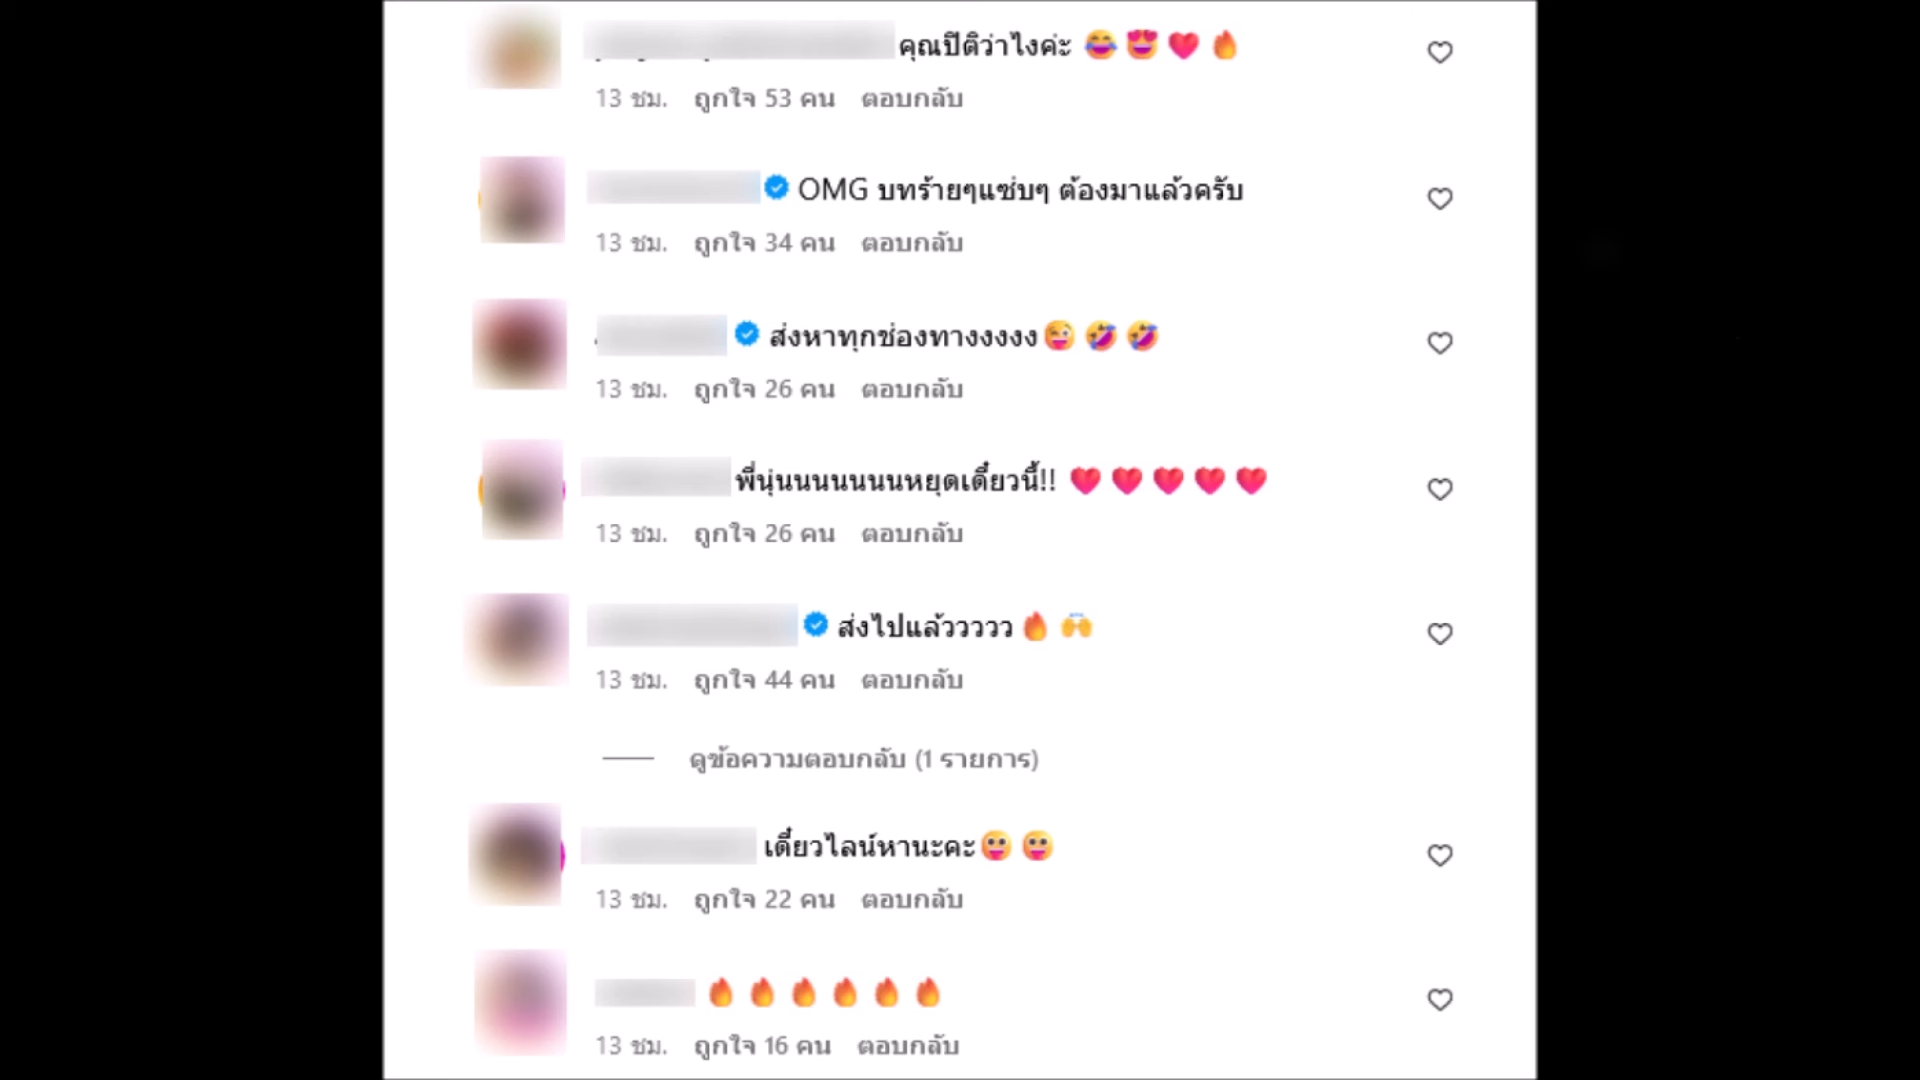 คุณปิติว่าไงค่ะ 😂😍❤️🔥
13 ชม. ถูกใจ 53 คน ตอบกลับ
OMG บทร้ายๆแซ่บๆ ต้องมาแล้วครับ
13 ชม. ถูกใจ 34 คน ตอบกลับ
ส่งหาทุกช่องทางงงงง😜🤣🤣
13 ชม. ถูกใจ 26 คน ตอบกลับ
พี่นุ่นนนนนนนหยุดเดี๋ยวนี้!! ❤️❤️❤️❤️❤️
13 ชม. ถูกใจ 26 คน ตอบกลับ
ส่งไปแล้ววววว🔥🙌
13 ชม. ถูกใจ 44 คน ตอบกลับ
ดูข้อความตอบกลับ (1 รายการ)
เดี๋ยวไลน์หานะคะ😛😛
13 ชม. ถูกใจ 22 คน ตอบกลับ
🔥🔥🔥🔥🔥🔥
13 ชม. ถูกใจ 16 คน ตอบกลับ